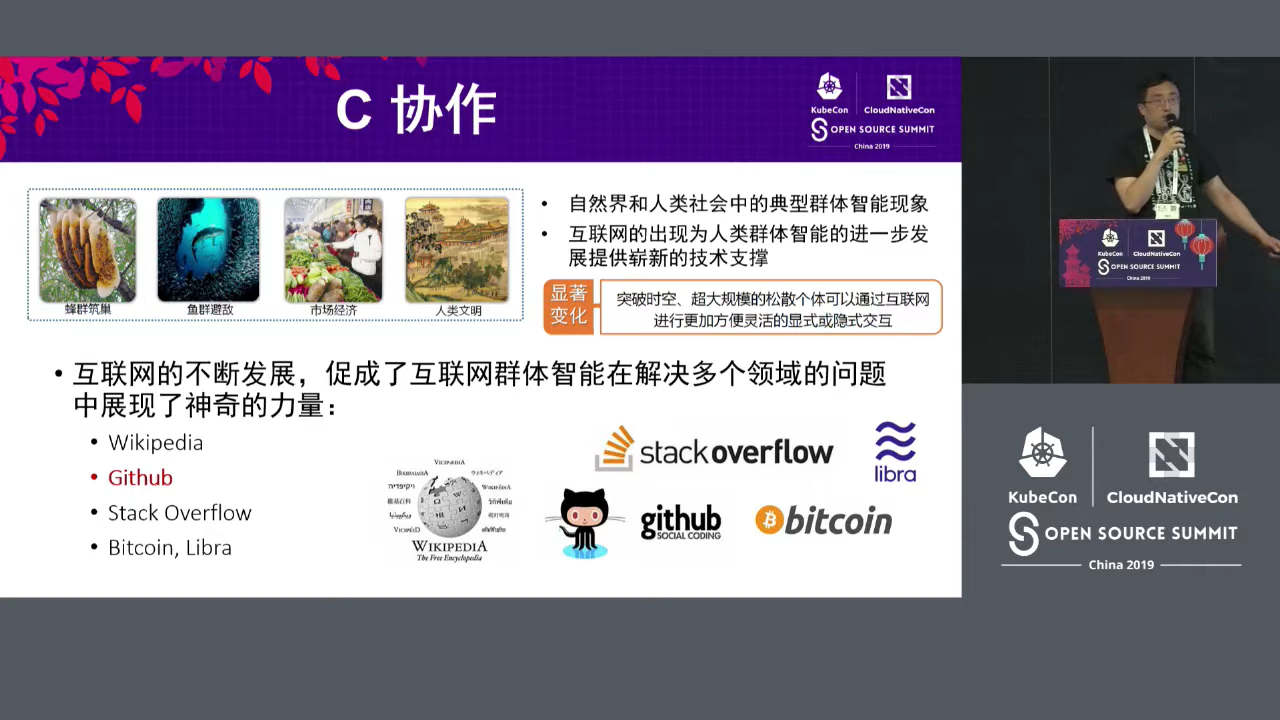 C 协作
KubeCon
CloudNativeCon
OPEN SOURCE SUMMIT
China 2019
蜂群筑巢
鱼群避敌
市场经济
人类文明
• 自然界和人类社会中的典型群体智能现象
• 互联网的出现为人类群体智能的进一步发
展提供崭新的技术支撑
显著
变化
突破时空、超大规模的松散个体可以通过互联网
进行更加方便灵活的显式或隐式交互
• 互联网的不断发展，促成了互联网群体智能在解决多个领域的问题
中展现了神奇的力量：
• Wikipedia
• Github
• Stack Overflow
• Bitcoin, Libra
WIKIPEDIA
The Free Encyclopedia
stackoverflow
libra
github
SOCIAL CODING
bitcoin
KubeCon
CloudNativeCon
OPEN SOURCE SUMMIT
China 2019
KubeCon
CloudNativeCon
OPEN SOURCE SUMMIT
China 2019